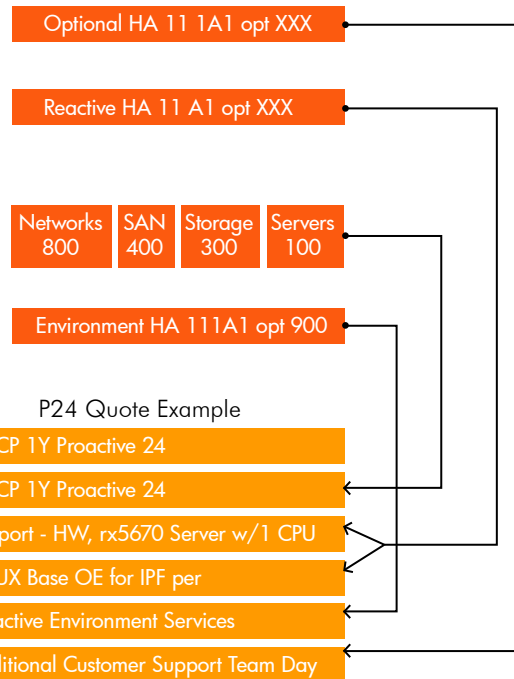 Optional HA 11 1A1 opt XXX
Reactive HA 11 A1 opt XXX
Networks 800
SAN 400
Storage 300
Servers 100
Environment HA 111A1 opt 900
P24 Quote Example
CP 1Y Proactive 24
CP 1Y Proactive 24
port - HW, rx5670 Server w/1 CPU
UX Base OE for IPF per
active Environment Services
ditional Customer Support Team Day